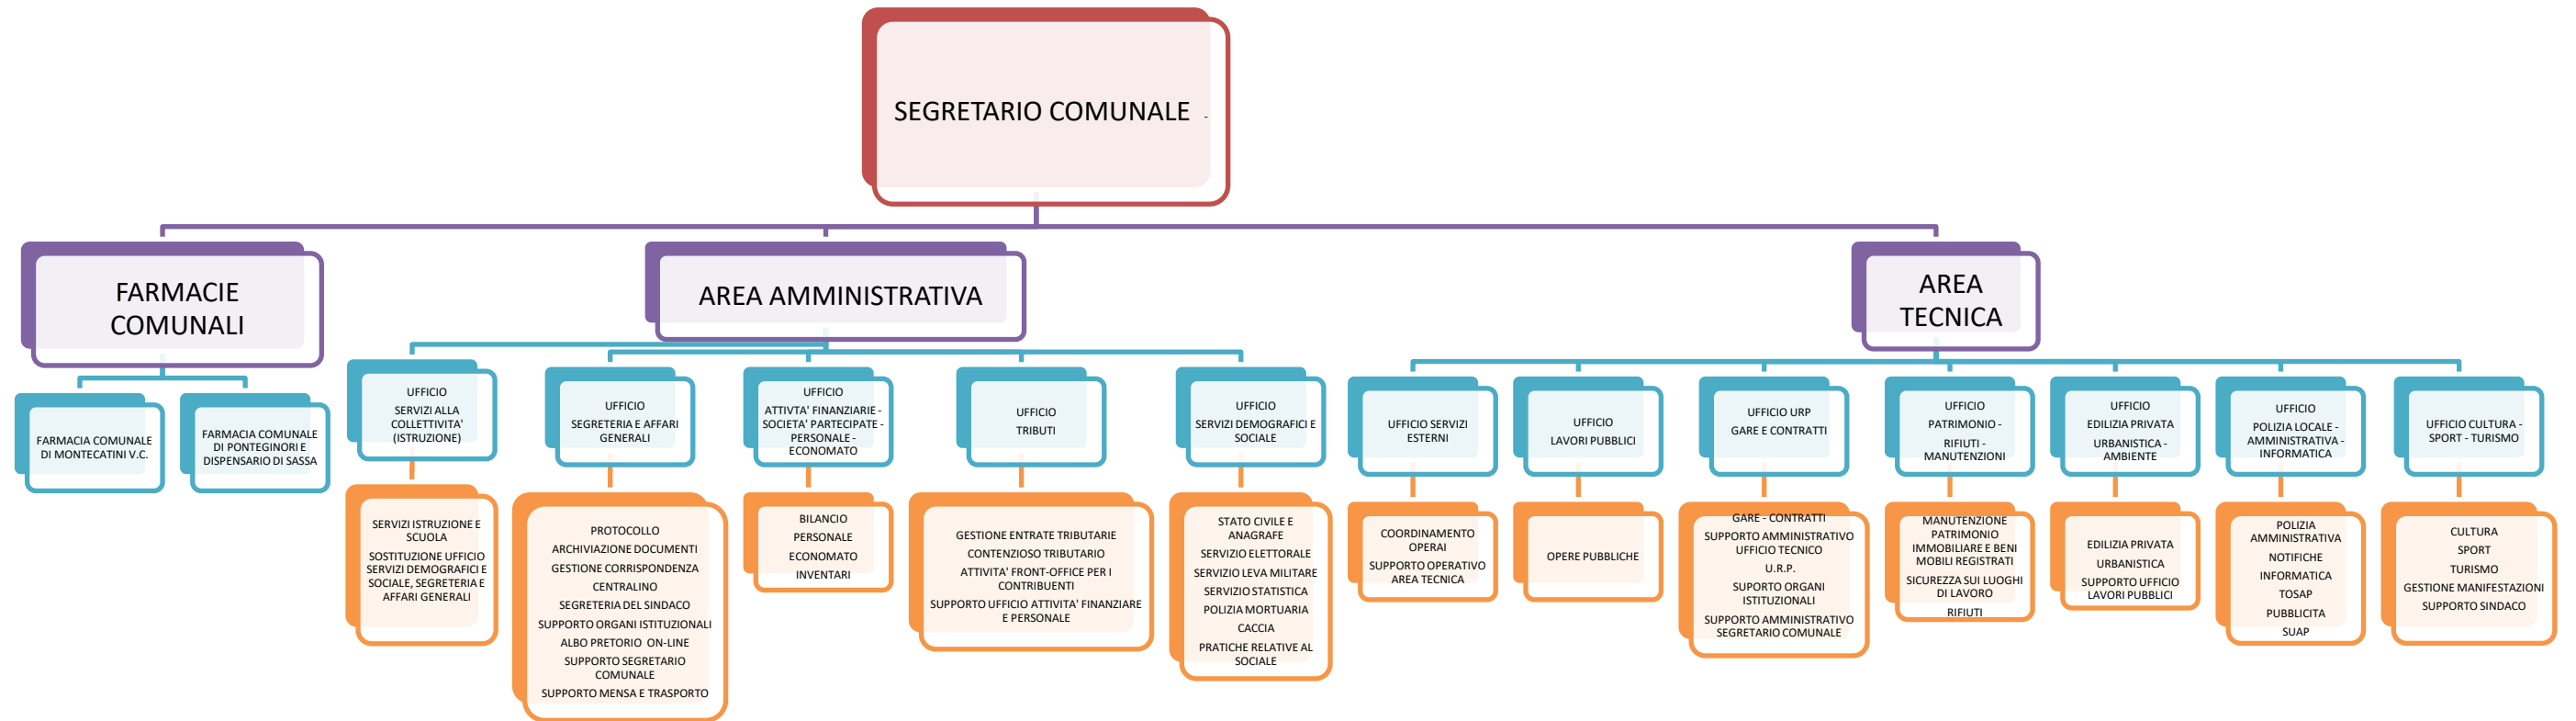 SEGRETARIO COMUNALE -
FARMACIE
COMUNALI
AREA AMMINISTRATIVA
AREA
TECNICA
FARMACIA COMUNALE
DI MONTECATINI V.C.
FARMACIA COMUNALE
DI PONTEGINORI E
DISPENSARIO DI SASSA
UFFICIO
SERVIZI ALLA
COLLETTIVITA'
(ISTRUZIONE)
UFFICIO
SEGRETERIA E AFFARI
GENERALI
UFFICIO
ATTIVTA' FINANZIARIE -
SOCIETA' PARTECIPATE -
PERSONALE -
ECONOMATO
UFFICIO
TRIBUTI
UFFICIO
SERVIZI DEMOGRAFICI E
SOCIALE
UFFICIO SERVIZI
ESTERNI
UFFICIO
LAVORI PUBBLICI
UFFICIO URP
GARE E CONTRATTI
UFFICIO
PATRIMONIO -
RIFIUTI -
MANUTENZIONI
UFFICIO
EDILIZIA PRIVATA
URBANISTICA -
AMBIENTE
UFFICIO
POLIZIA LOCALE -
AMMINISTRATIVA -
INFORMATICA
UFFICIO CULTURA -
SPORT - TURISMO
SERVIZI ISTRUZIONE E
SCUOLA
SOSTITUZIONE UFFICIO
SERVIZI DEMOGRAFICI E
SOCIALE, SEGRETERIA E
AFFARI GENERALI
PROTOCOLLO
ARCHIVIAZIONE DOCUMENTI
GESTIONE CORRISPONDENZA
CENTRALINO
SEGRETERIA DEL SINDACO
SUPPORTO ORGANI ISTITUZIONALI
ALBO PRETORIO ON-LINE
SUPPORTO SEGRETARIO
COMUNALE
SUPPORTO MENSA E TRASPORTO
BILANCIO
PERSONALE
ECONOMATO
INVENTARI
GESTIONE ENTRATE TRIBUTARIE
CONTENZIOSO TRIBUTARIO
ATTIVITA' FRONT-OFFICE PER I
CONTRIBUENTI
SUPPORTO UFFICIO ATTIVITA' FINANZIARE
E PERSONALE
STATO CIVILE E
ANAGRAFE
SERVIZIO ELETTORALE
SERVIZIO LEVA MILITARE
SERVIZIO STATISTICA
POLIZIA MORTUARIA
CACCIA
PRATICHE RELATIVE AL
SOCIALE
COORDINAMENTO
OPERAI
SUPPORTO OPERATIVO
AREA TECNICA
OPERE PUBBLICHE
GARE - CONTRATTI
SUPPORTO AMMINISTRATIVO
UFFICIO TECNICO
U.R.P.
SUPORTO ORGANI
ISTITUZIONALI
SUPPORTO AMMINISTRATIVO
SEGRETARIO COMUNALE
MANUTENZIONE
PATRIMONIO
IMMOBILIARE E BENI
MOBILI REGISTRATI
SICUREZZA SUI LUOGHI
DI LAVORO
RIFIUTI
EDILIZIA PRIVATA
URBANISTICA
SUPPORTO UFFICIO
LAVORI PUBBLICI
POLIZIA
AMMINISTRATIVA
NOTIFICHE
INFORMATICA
TOSAP
PUBBLICITA
SUAP
CULTURA
SPORT
TURISMO
GESTIONE MANIFESTAZIONI
SUPPORTO SINDACO